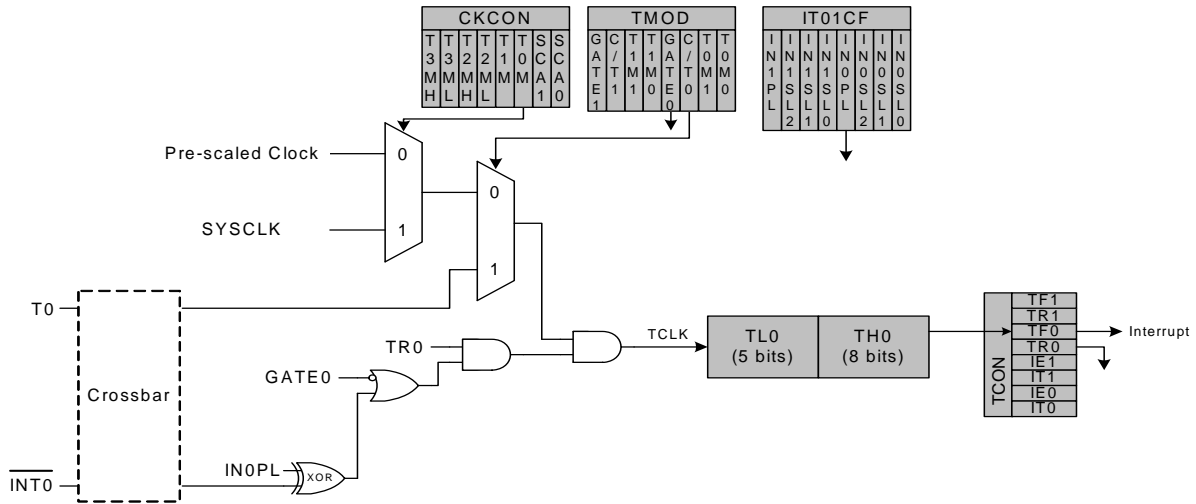 CKCON
T3MH
T3ML
T2MH
T2ML
T1M
T0M
SCA1
SCA0
TMOD
GATE1
C/T1
T1M1
T1M0
GATE0
C/T0
T0M1
T0M0
IT01CF
IN1PL
IN1SL2
IN1SL1
IN1SL0
IN0PL
IN0SL2
IN0SL1
IN0SL0
Pre-scaled Clock
0
SYSCLK
1
0
1
T0
Crossbar
INT0
TR0
GATE0
IN0PL
XOR
TCLK
TL0
(5 bits)
TH0
(8 bits)
TCON
TF1
TR1
TF0
TR0
IE1
IT1
IE0
IT0
Interrupt